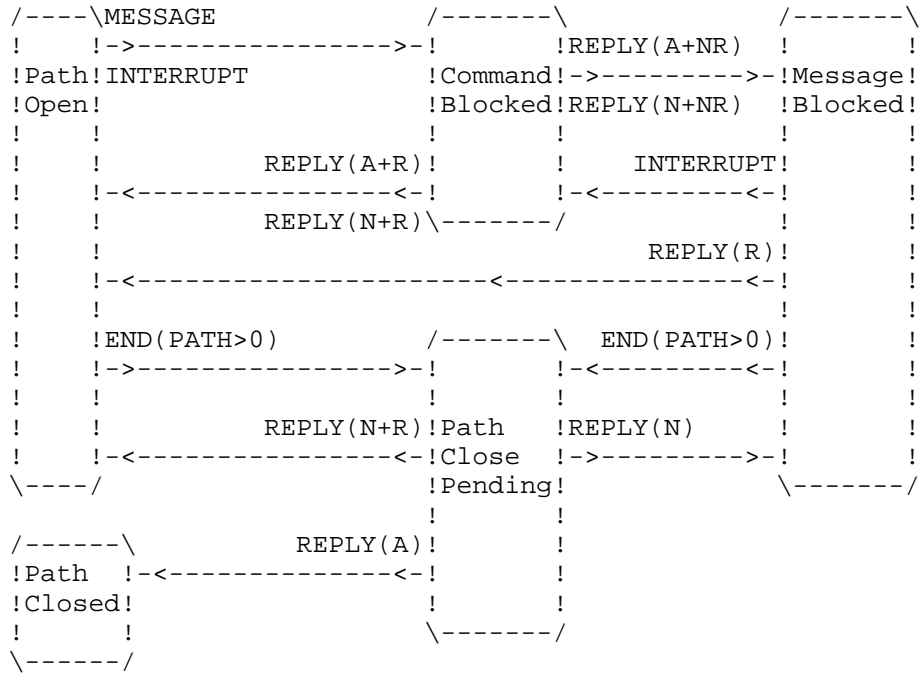 /----\MESSAGE               /-------\              /-------\
!    !->----------------->-!       !REPLY(A+NR)  !       !
!Path!INTERRUPT            !Command!->--------->-!Message!
!Open!                     !Blocked!REPLY(N+NR)  !Blocked!
!    !                     !       !             !       !
!    !          REPLY(A+R)!       !    INTERRUPT!       !
!    !-<----------------<-!       !-<---------<-!       !
!    !          REPLY(N+R)\-------/             !       !
!    !                                  REPLY(R)!       !
!    !-<----------------------<---------------<-!       !
!    !                                          !       !
!    !END(PATH>0)         /-------\  END(PATH>0)!       !
!    !->---------------->-!       !-<---------<-!       !
!    !                    !       !             !       !
!    !          REPLY(N+R)!Path   !REPLY(N)     !       !
!    !-<----------------<-!Close  !->--------->-!       !
\----/                    !Pending!             \-------/
                          !       !
/------\          REPLY(A)!       !
!Path  !-<--------------<-!       !
!Closed!                  !       !
!      !                  \-------/
\------/